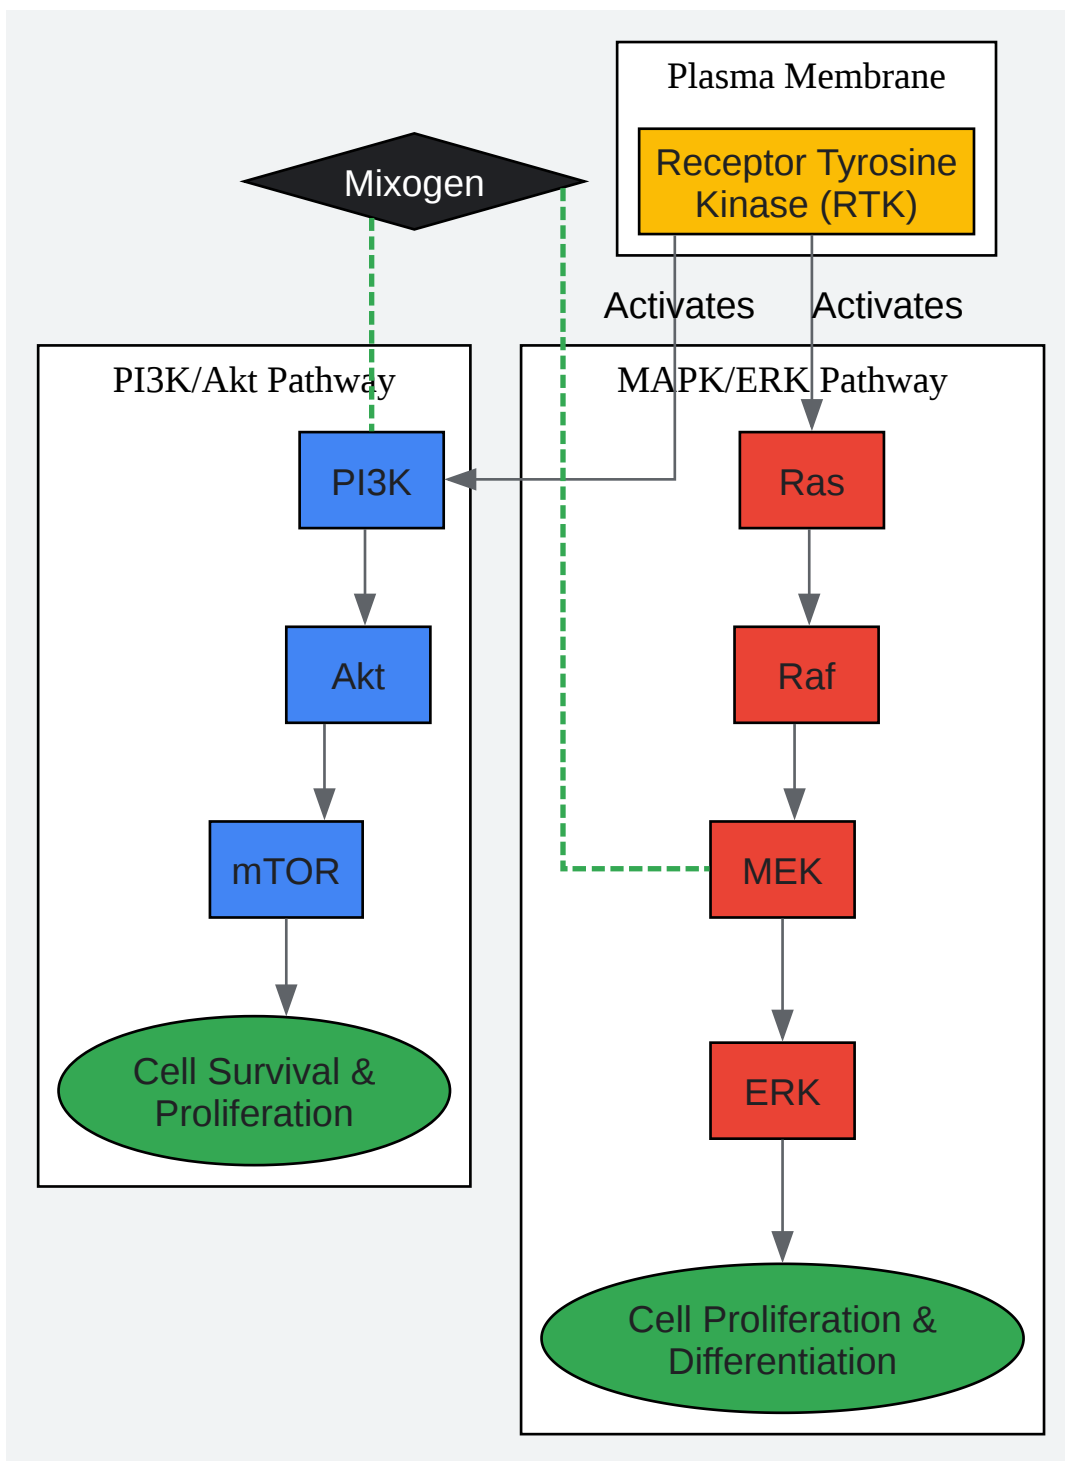 Plasma Membrane
Receptor Tyrosine
Kinase (RTK)
Mixogen
Activates
Activates
PI3K/Akt Pathway
MAPK/ERK Pathway
PI3K
Ras
Akt
Raf
mTOR
MEK
Cell Survival &
Proliferation
ERK
Cell Proliferation &
Differentiation